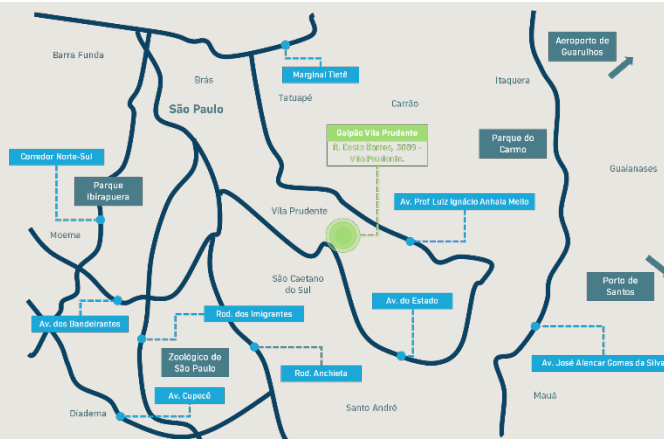 Aeroporto de
Guarulhos
Barra Funda
Brás
Marginal Tietê
Itaquera
Tatuapé
São Paulo
Carrão
Galpão Vila Prudente
R. Costa Barros, 3089 -
Vila Prudente.
Parque do
Carmo
Corredor Norte-Sul
Guaianases
Parque
Ibirapuera
Av. Prof Luiz Ignácio Anhaia Mello
Vila Prudente
Moema
São Caetano
do Sul
Porto de
Santos
Av. do Estado
Rod. dos Imigrantes
Av. dos Bandeirantes
Zoológico de
São Paulo
Av. José Alencar Gomes da Silva
Rod. Anchieta
Av. Cupecê
Mauá
Diadema
Santo André